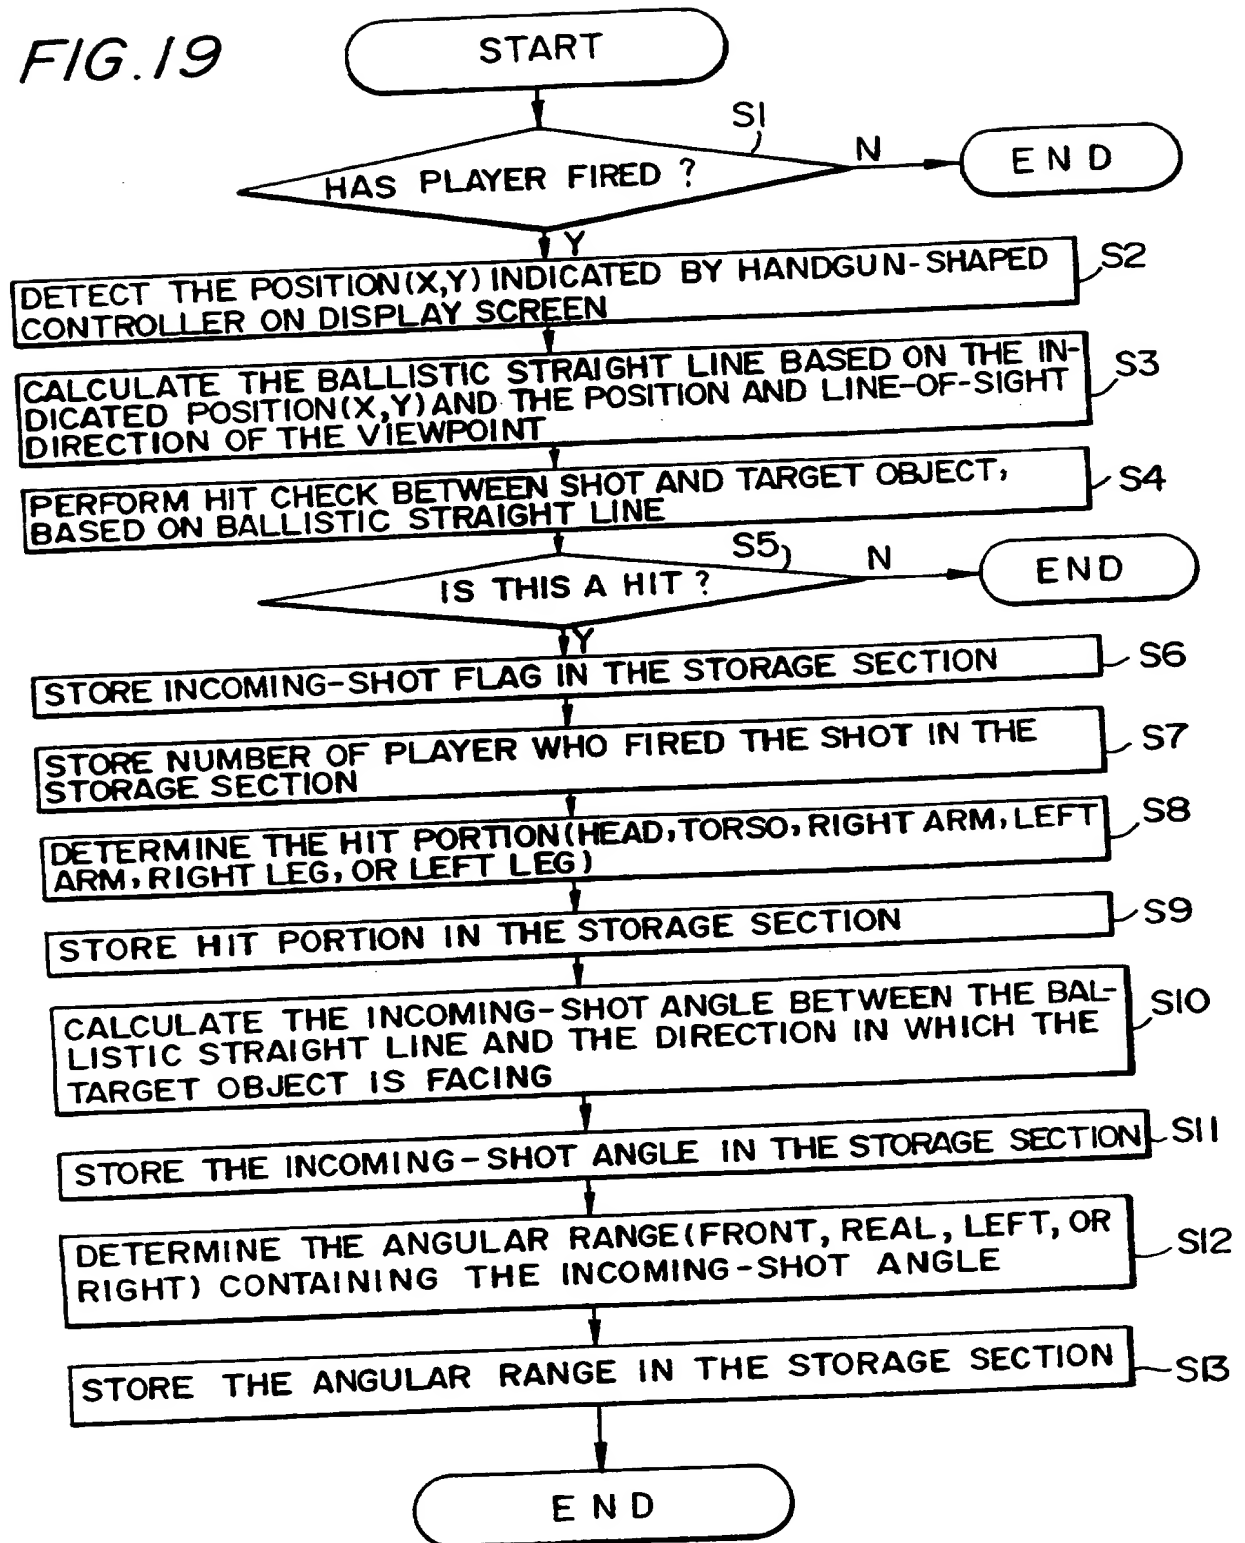 FIG.19
START
S1
HAS PLAYER FIRED ?
N
END
Y
DETECT THE POSITION(X,Y) INDICATED BY HANDGUN-SHAPED
CONTROLLER ON DISPLAY SCREEN
S2
CALCULATE THE BALLISTIC STRAIGHT LINE BASED ON THE IN-
DICATED POSITION(X,Y) AND THE POSITION AND LINE-OF-SIGHT
DIRECTION OF THE VIEWPOINT
S3
PERFORM HIT CHECK BETWEEN SHOT AND TARGET OBJECT,
BASED ON BALLISTIC STRAIGHT LINE
S4
S5
IS THIS A HIT ?
N
END
Y
STORE INCOMING-SHOT FLAG IN THE STORAGE SECTION
S6
STORE NUMBER OF PLAYER WHO FIRED THE SHOT IN THE
STORAGE SECTION
S7
DETERMINE THE HIT PORTION(HEAD, TORSO, RIGHT ARM, LEFT
ARM, RIGHT LEG, OR LEFT LEG)
S8
STORE HIT PORTION IN THE STORAGE SECTION
S9
CALCULATE THE INCOMING-SHOT ANGLE BETWEEN THE BAL-
LISTIC STRAIGHT LINE AND THE DIRECTION IN WHICH THE
TARGET OBJECT IS FACING
S10
STORE THE INCOMING-SHOT ANGLE IN THE STORAGE SECTION
S11
DETERMINE THE ANGULAR RANGE(FRONT, REAL, LEFT, OR
RIGHT) CONTAINING THE INCOMING-SHOT ANGLE
S12
STORE THE ANGULAR RANGE IN THE STORAGE SECTION
S13
END